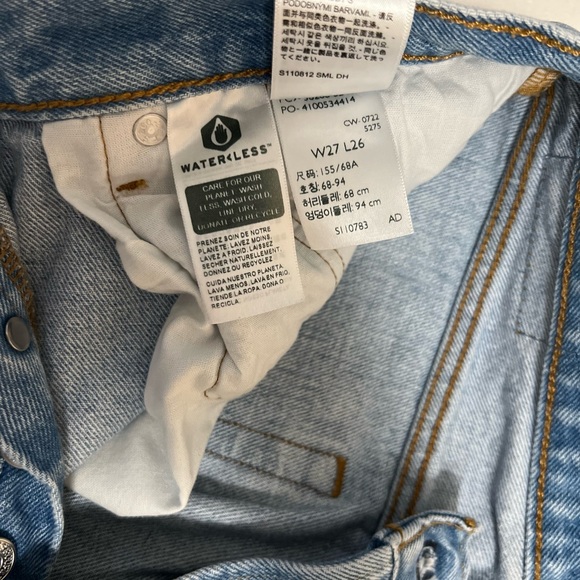 PODOBNYMI BARVAMI.
S110812 SML DH
PO- 4100534414
CW-0722
5275
W27 L26
尺码: 155/68A
호칭: 68-94
허리둘레: 68 cm
엉덩이둘레: 94 cm
S110783 AD
WATER<LESS™
CARE FOR OUR
PLANET: WASH
LESS, WASH COLD,
LINE DRY,
DONATE OR RECYCLE
PRENEZ SOIN DE NOTRE
PLANETE: LAVEZ MOINS,
LAVEZ A FROID, LAISSEZ
SECHER NATURELLEMENT,
DONNEZ OU RECYCLEZ
CUIDA NUESTRO PLANETA:
LAVA MENOS, LAVA EN FRIO,
TIENDE LA ROPA, DONA O
RECICLA.